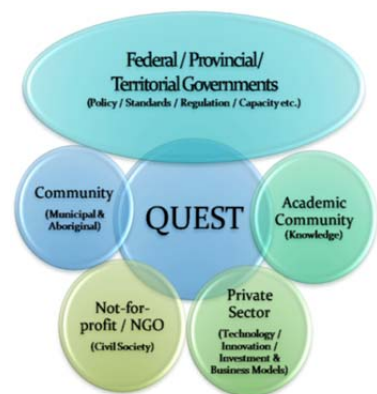 Federal / Provincial/
Territorial Governments
(Policy / Standards / Regulation / Capacity etc.)
Community
(Municipal &
Aboriginal)
QUEST
Academic
Community
(Knowledge)
Not-for-
profit / NGO
(Civil Society)
Private
Sector
(Technology /
Innovation /
Investment &
Business Models)